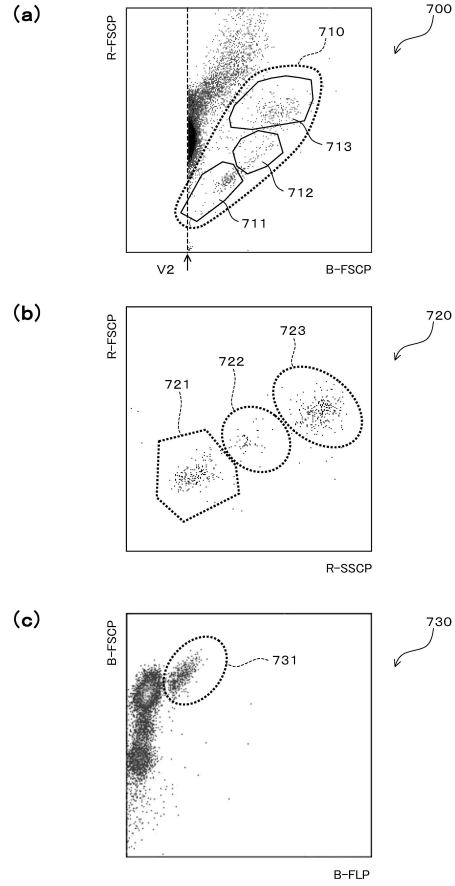 (a)
700
R-FSCP
710
713
712
711
V2
B-FSCP
(b)
720
R-FSCP
723
722
721
R-SSCP
(c)
730
B-FSCP
731
B-FLP